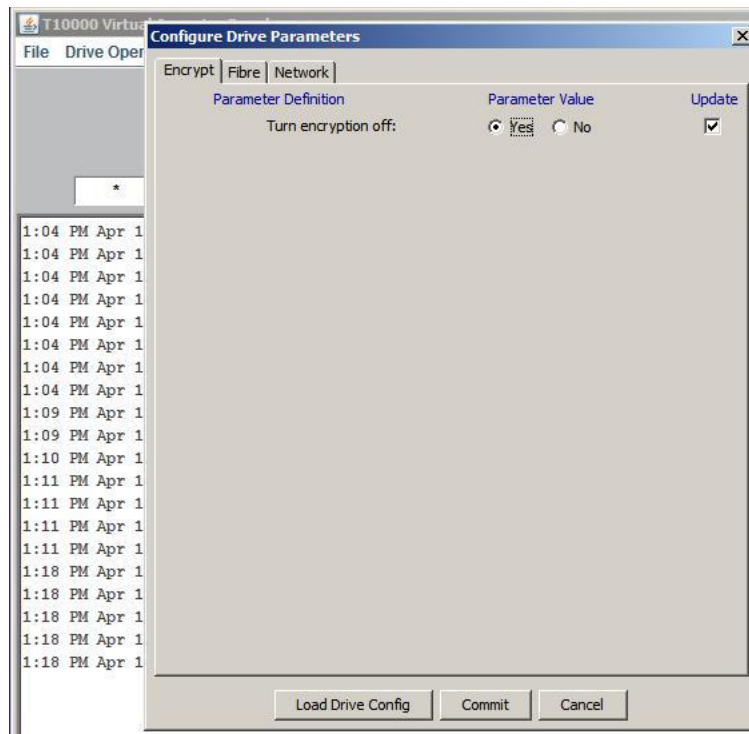 T10000 Virtual
Configure Drive Parameters
File Drive Oper
Encrypt Fibre Network
Parameter Definition Parameter Value Update
Turn encryption off: Yes No
*
1:04 PM Apr 1
1:04 PM Apr 1
1:04 PM Apr 1
1:04 PM Apr 1
1:04 PM Apr 1
1:04 PM Apr 1
1:04 PM Apr 1
1:04 PM Apr 1
1:09 PM Apr 1
1:09 PM Apr 1
1:10 PM Apr 1
1:11 PM Apr 1
1:11 PM Apr 1
1:11 PM Apr 1
1:11 PM Apr 1
1:18 PM Apr 1
1:18 PM Apr 1
1:18 PM Apr 1
1:18 PM Apr 1
1:18 PM Apr 1
Load Drive Config Commit Cancel